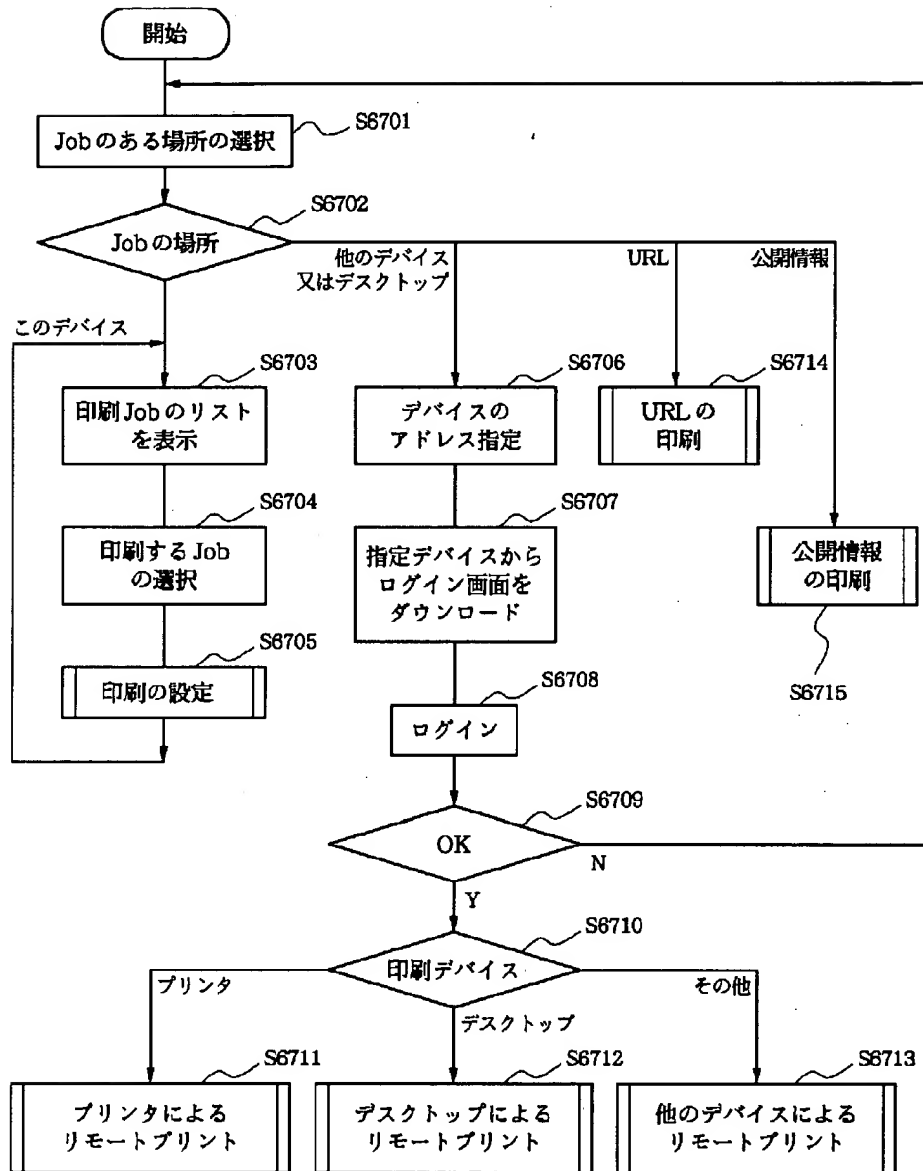 開始
S6701
Jobのある場所の選択
S6702
Jobの場所
他のデバイス
又はデスクトップ
URL
公開情報
このデバイス
S6703
印刷Jobのリスト
を表示
S6706
デバイスの
アドレス指定
S6714
URLの
印刷
S6704
印刷するJob
の選択
S6707
指定デバイスから
ログイン画面を
ダウンロード
公開情報
の印刷
S6715
S6705
印刷の設定
S6708
ログイン
S6709
OK
N
Y
S6710
印刷デバイス
プリンタ
デスクトップ
その他
S6711
プリンタによる
リモートプリント
S6712
デスクトップによる
リモートプリント
S6713
他のデバイスによる
リモートプリント